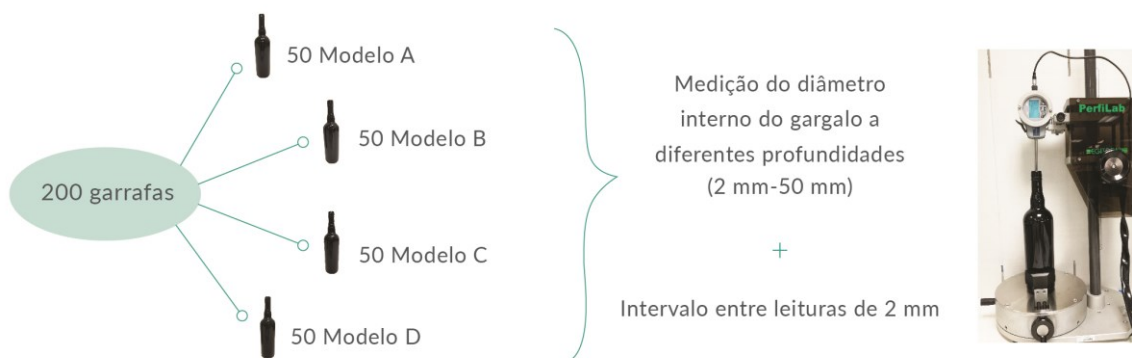 200 garrafas
50 Modelo A
50 Modelo B
50 Modelo C
50 Modelo D
Medição do diâmetro
interno do gargalo a
diferentes profundidades
(2 mm-50 mm)
+
Intervalo entre leituras de 2 mm
PerfiLab